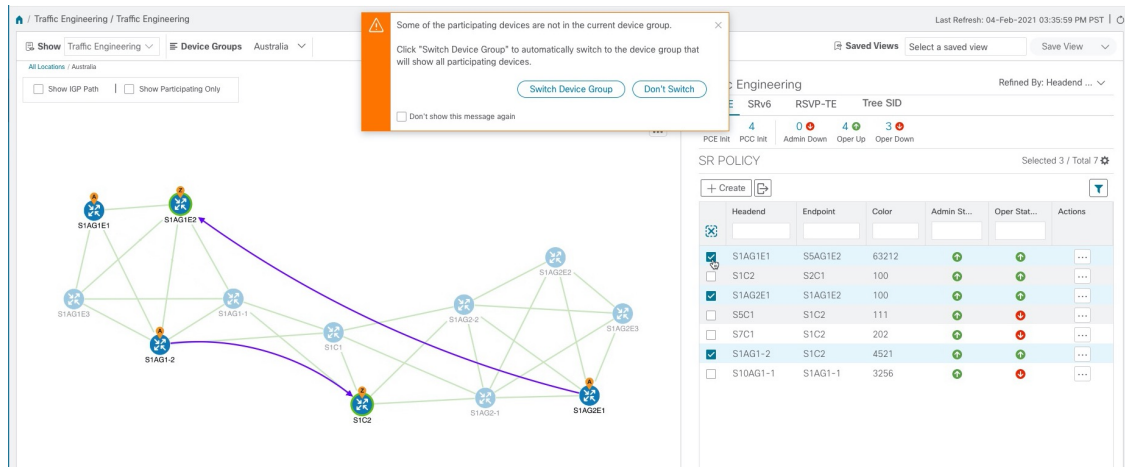 / Traffic Engineering / Traffic Engineering
Last Refresh: 04-Feb-2021 03:35:59 PM PST |
Some of the participating devices are not in the current device group.
Click "Switch Device Group" to automatically switch to the device group that
will show all participating devices.
Switch Device Group Don't Switch
Don't show this message again
Show Traffic Engineering Device Groups Australia
Saved Views Select a saved view Save View
All Locations / Australia
Show IGP Path | Show Participating Only
Engineering
Refined By: Headend ...
SRv6 RSVP-TE Tree SID
4 0 4 3
PCE Init PCC Init Admin Down Oper Up Oper Down
SR POLICY
Selected 3 / Total 7
+ Create
Headend Endpoint Color Admin St... Oper Stat... Actions
S1AG1E1 S5AG1E2 63212 ...
S1C2 S2C1 100 ...
S1AG2E1 S1AG1E2 100 ...
S5C1 S1C2 111 ...
S7C1 S1C2 202 ...
S1AG1-2 S1C2 4521 ...
S10AG1-1 S1AG1-1 3256 ...
A
S1AG1E1
Z
S1AG1E2
S1AG2E2
S1AG1E3
S1AG1-1
S1AG2-2
S1AG2E3
S1C1
A
S1AG1-2
Z
S1C2
S1AG2-1
A
S1AG2E1